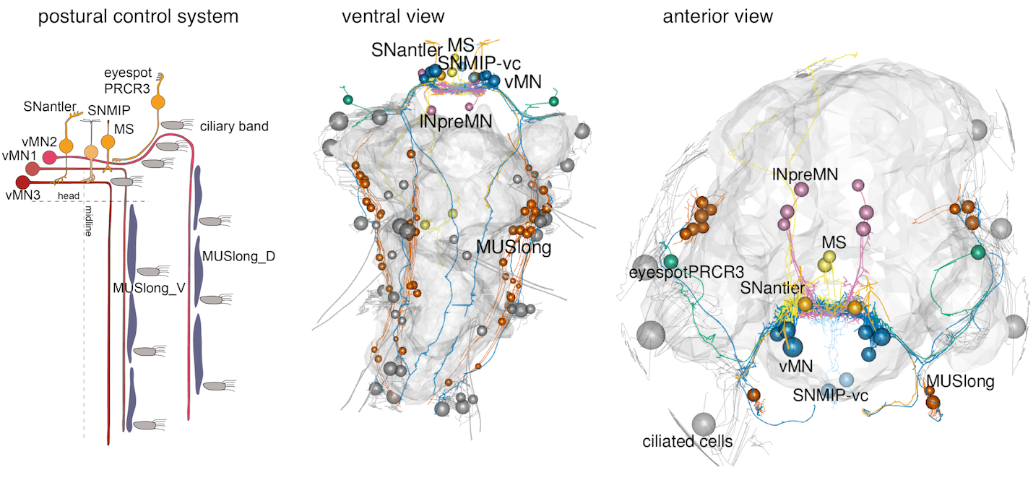 postural control system
eyespot
PRCR3
SNantler
SNMIP
MS
ciliary band
vMN2
vMN1
vMN3
head
midline
MUSlong_D
MUSlong_V
ventral view
SNantler
MS
SNMIP-vc
vMN
INpreMN
MUSlong
anterior view
INpreMN
MS
eyespotPRCR3
SNantler
vMN
SNMIP-vc
MUSlong
ciliated cells